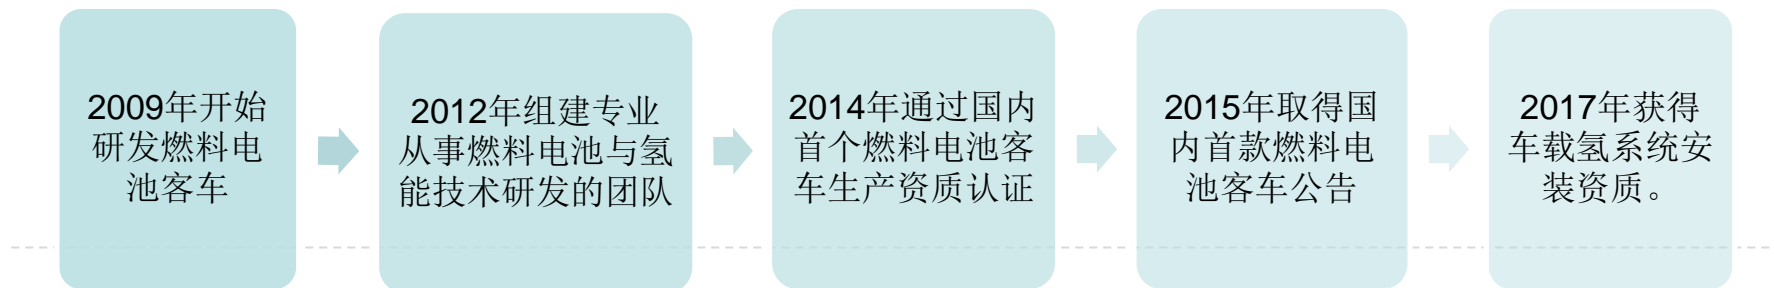 2009年开始
研发燃料电
池客车
2012年组建专业
从事燃料电池与氢
能技术研发的团队
2014年通过国内
首个燃料电池客
车生产资质认证
2015年取得国
内首款燃料电
池客车公告
2017年获得
车载氢系统安
装资质。